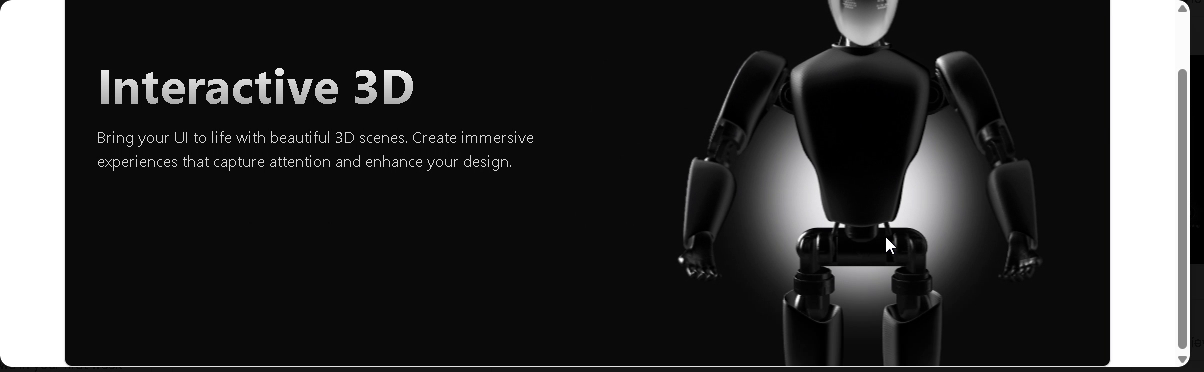 Interactive 3D
Bring your UI to life with beautiful 3D scenes. Create immersive
experiences that capture attention and enhance your design.